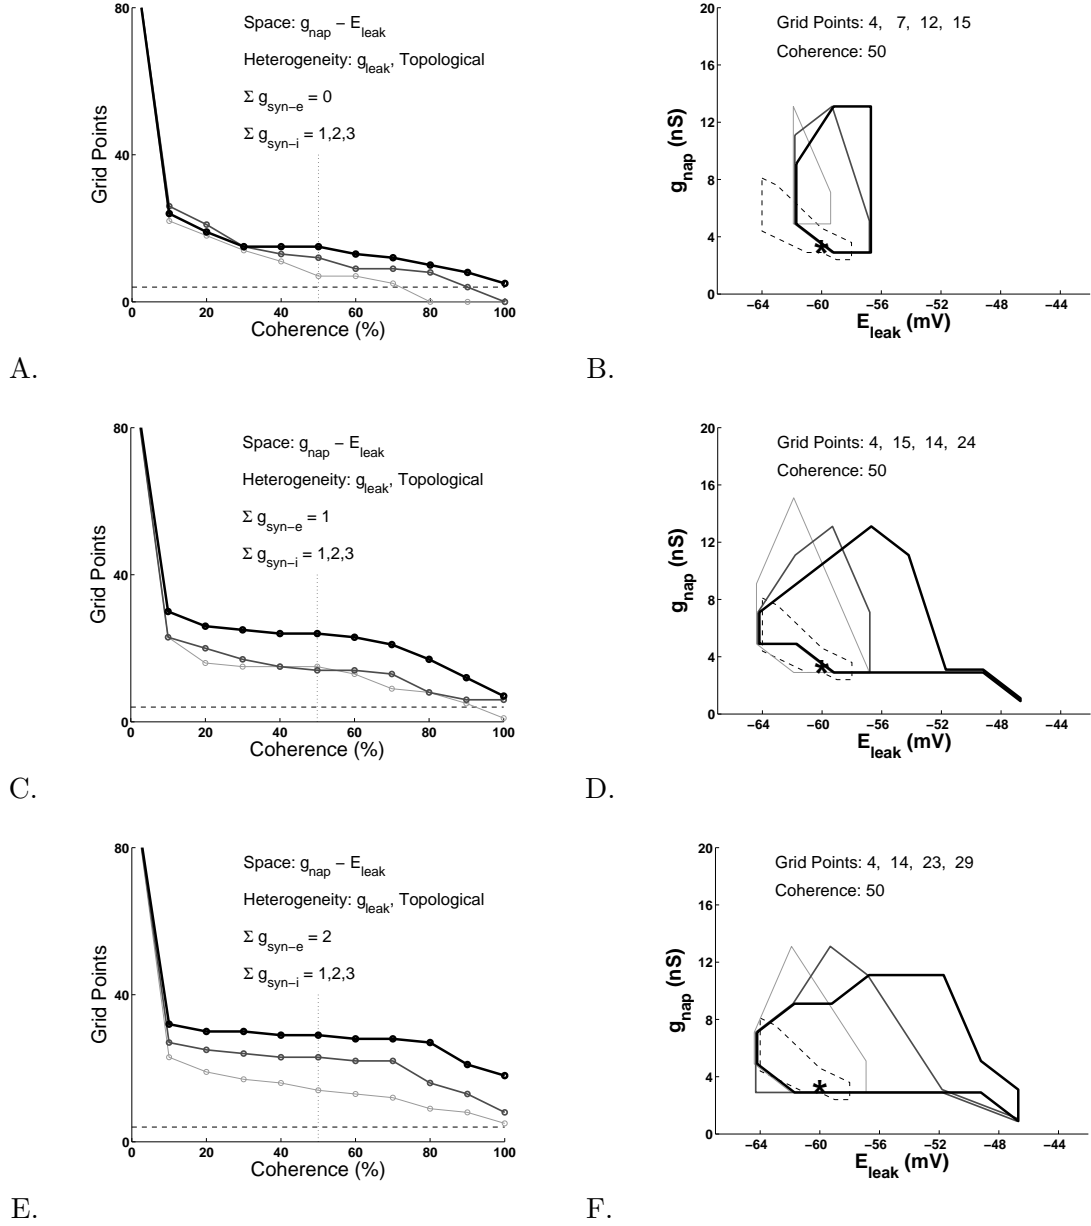 80
40
0
Grid Points
Space: g_nap − E_leak
Heterogeneity: g_leak, Topological
Σ g_syn−e = 0
Σ g_syn−i = 1,2,3
20 40 60 80 100
Coherence (%)
A.
20
16
12
8
4
0
g_nap (nS)
Grid Points: 4, 7, 12, 15
Coherence: 50
*
−64 −60 −56 −52 −48 −44
E_leak (mV)
B.
80
40
0
Grid Points
Space: g_nap − E_leak
Heterogeneity: g_leak, Topological
Σ g_syn−e = 1
Σ g_syn−i = 1,2,3
20 40 60 80 100
Coherence (%)
C.
20
16
12
8
4
0
g_nap (nS)
Grid Points: 4, 15, 14, 24
Coherence: 50
*
−64 −60 −56 −52 −48 −44
E_leak (mV)
D.
80
40
0
Grid Points
Space: g_nap − E_leak
Heterogeneity: g_leak, Topological
Σ g_syn−e = 2
Σ g_syn−i = 1,2,3
20 40 60 80 100
Coherence (%)
E.
20
16
12
8
4
0
g_nap (nS)
Grid Points: 4, 14, 23, 29
Coherence: 50
*
−64 −60 −56 −52 −48 −44
E_leak (mV)
F.